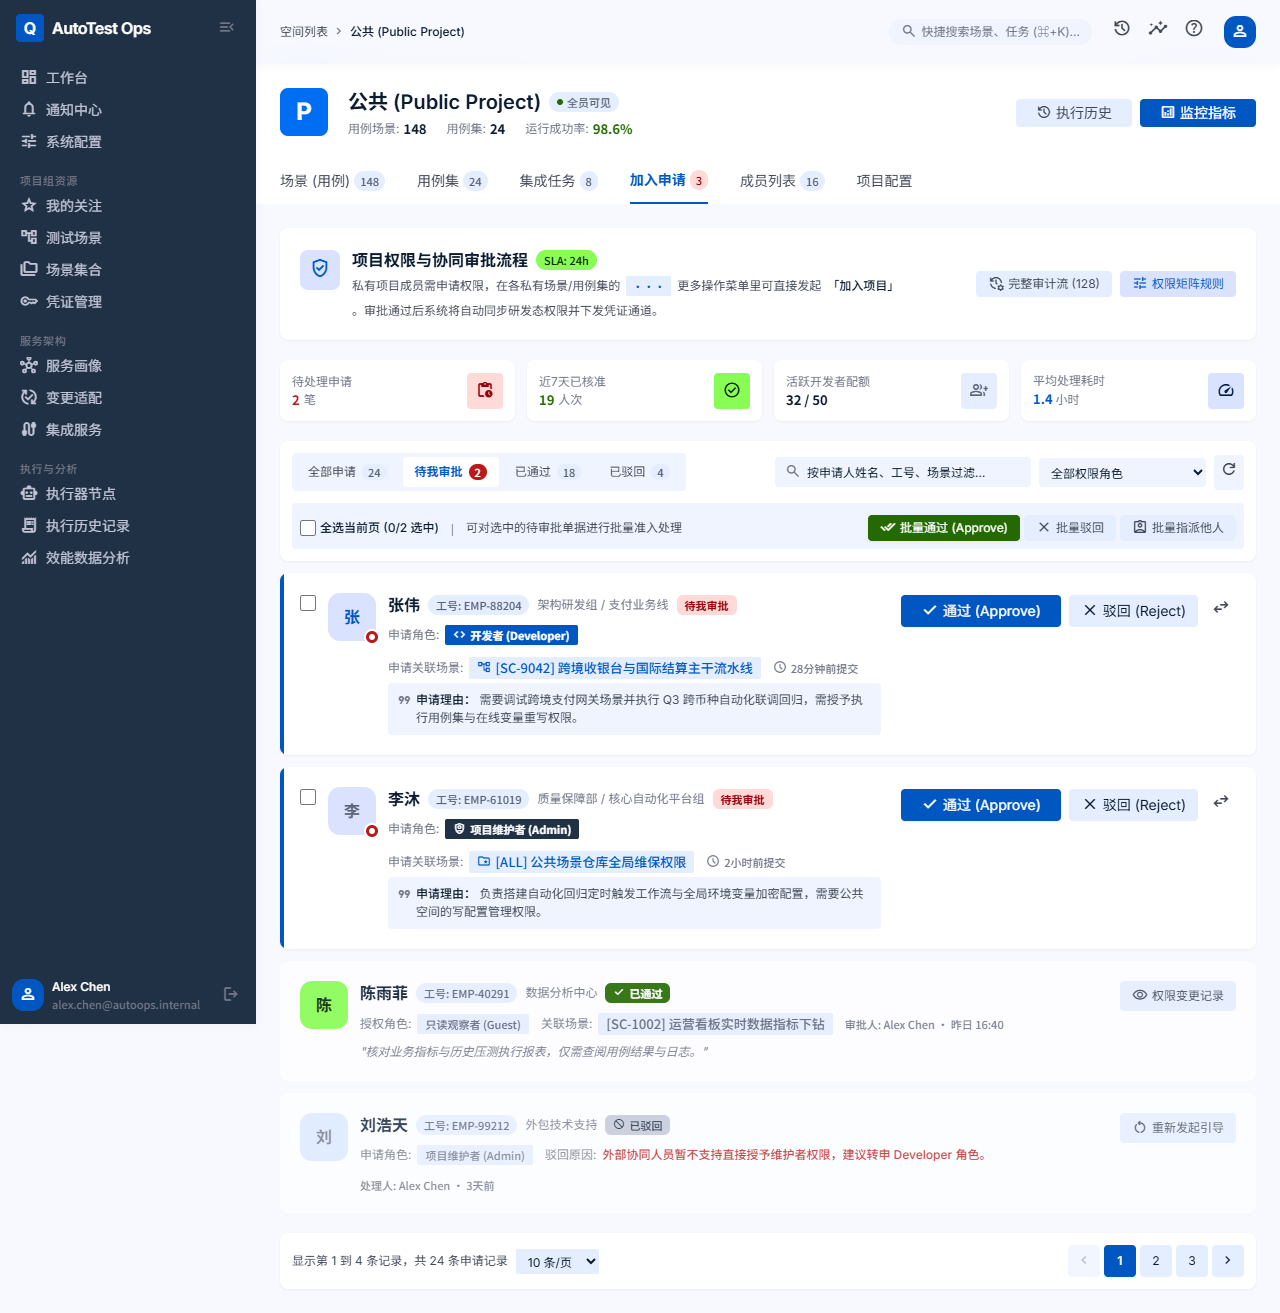 Q AutoTest Ops
工作台
通知中心
系统配置
项目组资源
我的关注
测试场景
场景集合
凭证管理
服务架构
服务画像
变更适配
集成服务
执行与分析
执行器节点
执行历史记录
效能数据分析
Alex Chen
alex.chen@autoops.internal
空间列表 > 公共 (Public Project)
快捷搜索场景、任务 (⌘+K)...
P
公共 (Public Project) 全员可见
用例场景: 148 用例集: 24 运行成功率: 98.6%
执行历史 监控指标
场景 (用例) 148 用例集 24 集成任务 8 加入申请 3 成员列表 16 项目配置
项目权限与协同审批流程 SLA: 24h
私有项目成员需申请权限，在各私有场景/用例集的 ••• 更多操作菜单里可直接发起 「加入项目」
。审批通过后系统将自动同步研发态权限并下发凭证通道。
完整审计流 (128) 权限矩阵规则
待处理申请
2 笔
近7天已核准
19 人次
活跃开发者配额
32 / 50
平均处理耗时
1.4 小时
全部申请 24 待我审批 2 已通过 18 已驳回 4
按申请人姓名、工号、场景过滤...
全部权限角色
全选当前页 (0/2 选中) | 可对选中的待审批单据进行批量准入处理
批量通过 (Approve) 批量驳回 批量指派他人
张
张伟 工号: EMP-88204 架构研发组 / 支付业务线 待我审批
申请角色: 开发者 (Developer)
申请关联场景: [SC-9042] 跨境收银台与国际结算主干流水线 28分钟前提交
申请理由： 需要调试跨境支付网关场景并执行 Q3 跨币种自动化联调回归，需授予执
行用例集与在线变量重写权限。
通过 (Approve) 驳回 (Reject)
李
李沐 工号: EMP-61019 质量保障部 / 核心自动化平台组 待我审批
申请角色: 项目维护者 (Admin)
申请关联场景: [ALL] 公共场景仓库全局维保权限 2小时前提交
申请理由： 负责搭建自动化回归定时触发工作流与全局环境变量加密配置，需要公共
空间的写配置管理权限。
通过 (Approve) 驳回 (Reject)
陈
陈雨菲 工号: EMP-40291 数据分析中心 已通过
授权角色: 只读观察者 (Guest) 关联场景: [SC-1002] 运营看板实时数据指标下钻 审批人: Alex Chen • 昨日 16:40
"核对业务指标与历史压测执行报表，仅需查阅用例结果与日志。"
权限变更记录
刘
刘浩天 工号: EMP-99212 外包技术支持 已驳回
申请角色: 项目维护者 (Admin) 驳回原因: 外部协同人员暂不支持直接授予维护者权限，建议转申 Developer 角色。
处理人: Alex Chen • 3天前
重新发起引导
显示第 1 到 4 条记录，共 24 条申请记录 10 条/页
1 2 3